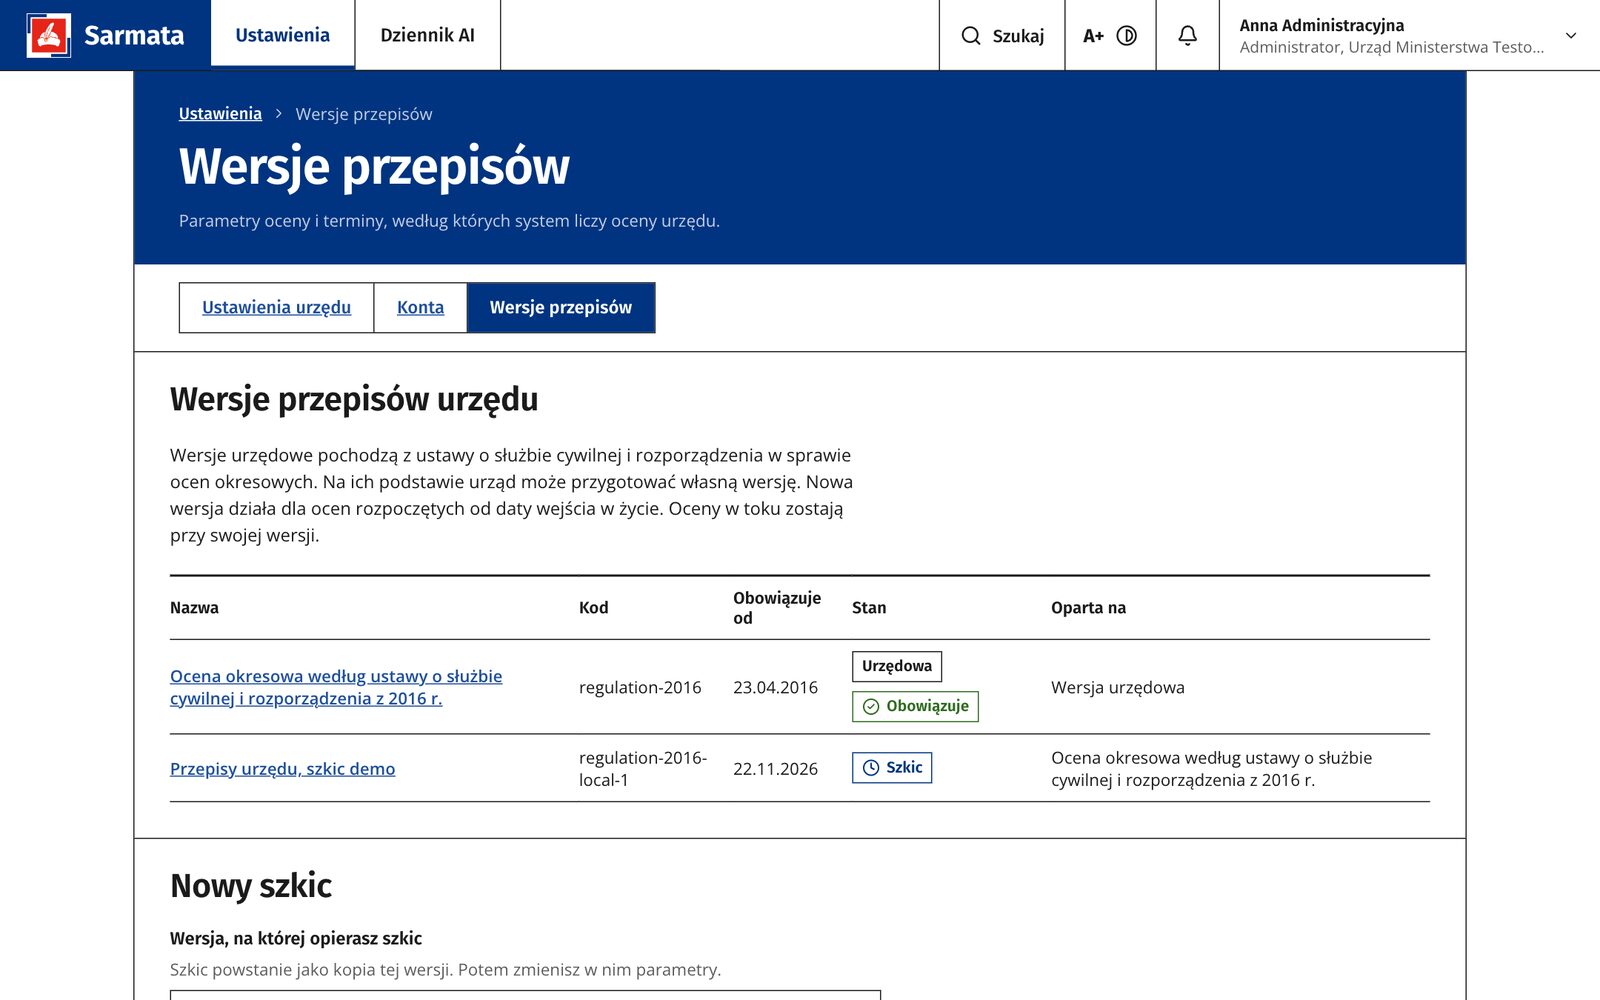 Sarmata
Ustawienia
Dziennik AI
Szukaj
A+
Anna Administracyjna
Administrator, Urząd Ministerstwa Testo...
Ustawienia > Wersje przepisów
Wersje przepisów
Parametry oceny i terminy, według których system liczy oceny urzędu.
Ustawienia urzędu
Konta
Wersje przepisów
Wersje przepisów urzędu
Wersje urzędowe pochodzą z ustawy o służbie cywilnej i rozporządzenia w sprawie
ocen okresowych. Na ich podstawie urząd może przygotować własną wersję. Nowa
wersja działa dla ocen rozpoczętych od daty wejścia w życie. Oceny w toku zostają
przy swojej wersji.
Nazwa
Kod
Obowiązuje
od
Stan
Oparta na
Ocena okresowa według ustawy o służbie
cywilnej i rozporządzenia z 2016 r.
regulation-2016
23.04.2016
Urzędowa
Obowiązuje
Wersja urzędowa
Przepisy urzędu, szkic demo
regulation-2016-
local-1
22.11.2026
Szkic
Ocena okresowa według ustawy o służbie
cywilnej i rozporządzenia z 2016 r.
Nowy szkic
Wersja, na której opierasz szkic
Szkic powstanie jako kopia tej wersji. Potem zmienisz w nim parametry.